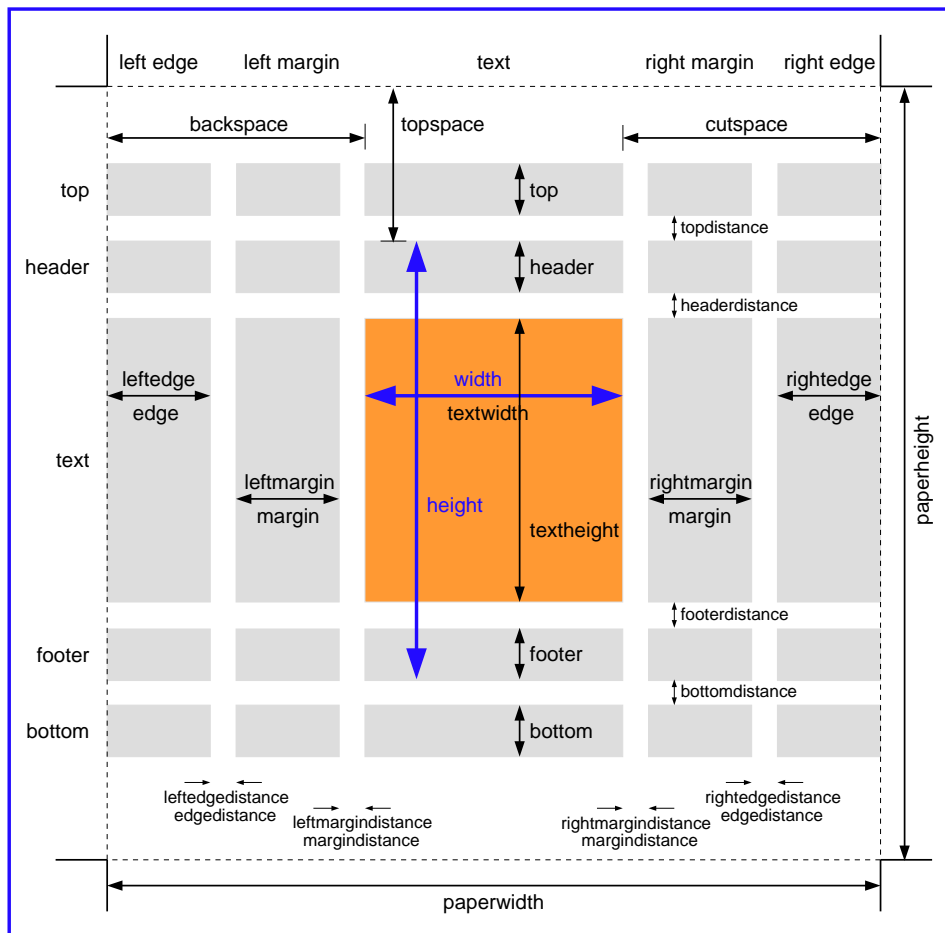 left edge
left margin
text
right margin
right edge
backspace
topspace
cutspace
top
top
topdistance
header
header
headerdistance
leftedge
edge
width
textwidth
rightedge
edge
text
leftmargin
margin
height
textheight
rightmargin
margin
paperheight
footerdistance
footer
footer
bottomdistance
bottom
bottom
leftedgedistance
edgedistance
leftmargindistance
margindistance
rightmargindistance
margindistance
rightedgedistance
edgedistance
paperwidth